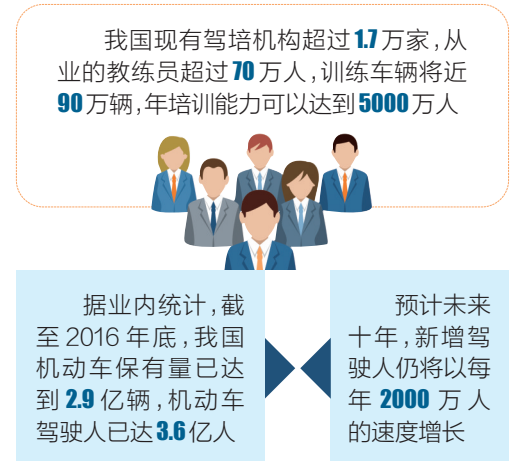 我国现有驾培机构超过1.7万家,从
业的教练员超过70万人,训练车辆将近
90万辆,年培训能力可以达到5000万人
据业内统计,截
至2016年底,我国
机动车保有量已达
到2.9亿辆,机动车
驾驶人已达3.6亿人
预计未来
十年,新增驾
驶人仍将以每
年2000万人
的速度增长